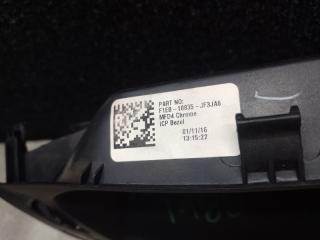 PART NO:
F1EB - 18835 - JF3JA6
MFD4 Chrome
ICP Bezel
01/11/16
13:15:22